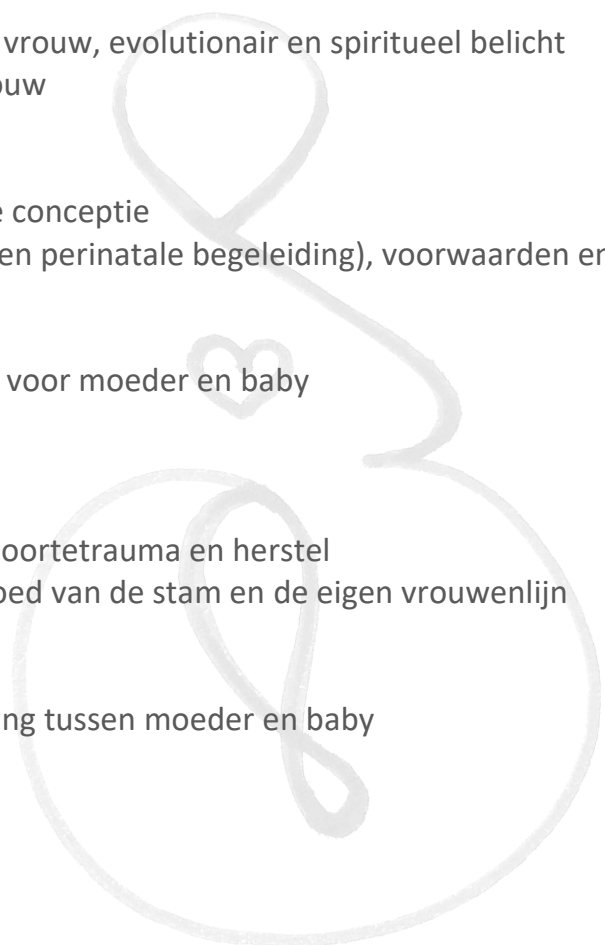 vrouw, evolutionair en spiritueel belicht
ouw
e conceptie
en perinatale begeleiding), voorwaarden en
voor moeder en baby
oortetrauma en herstel
oed van de stam en de eigen vrouwenlijn
ng tussen moeder en baby